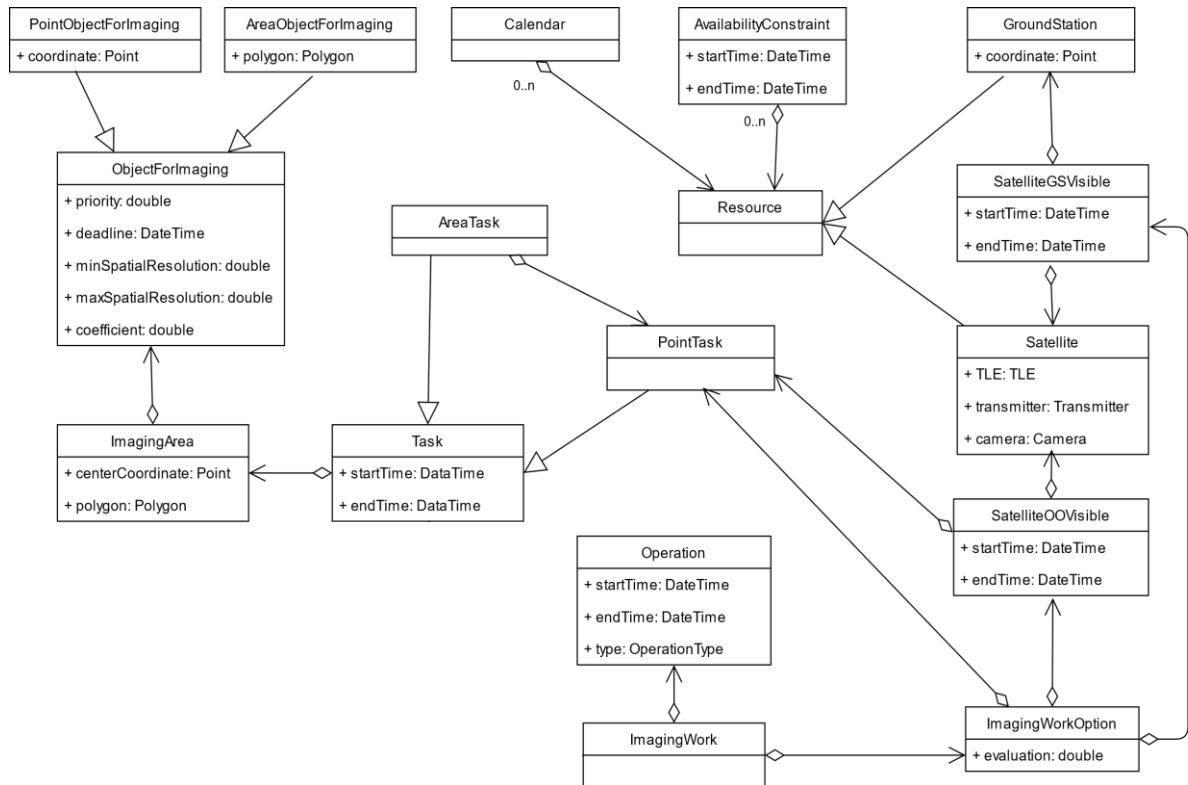 PointObjectForImaging
+ coordinate: Point
AreaObjectForImaging
+ polygon: Polygon
Calendar
0..n
AvailabilityConstraint
+ startTime: DateTime
+ endTime: DateTime
0..n
GroundStation
+ coordinate: Point
ObjectForImaging
+ priority: double
+ deadline: DateTime
+ minSpatialResolution: double
+ maxSpatialResolution: double
+ coefficient: double
AreaTask
Resource
SatelliteGSVisible
+ startTime: DateTime
+ endTime: DateTime
PointTask
Satellite
+ TLE: TLE
+ transmitter: Transmitter
+ camera: Camera
ImagingArea
+ centerCoordinate: Point
+ polygon: Polygon
Task
+ startTime: DataTime
+ endTime: DataTime
SatelliteOOVisible
+ startTime: DateTime
+ endTime: DateTime
Operation
+ startTime: DateTime
+ endTime: DateTime
+ type: OperationType
ImagingWork
ImagingWorkOption
+ evaluation: double